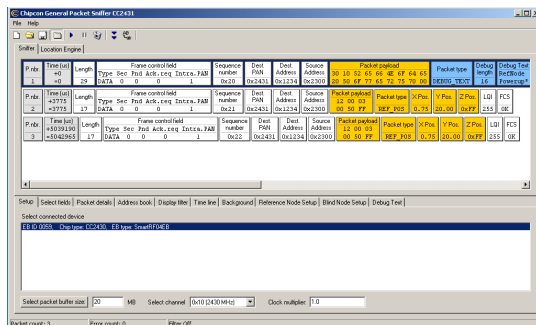 Chipcon General Packet Sniffer CC2431
File Help
Sniffer Location Engine
P.nbr. Time (us) Length Frame control field Sequence number Dest. PAN Dest. Address Source Address Packet payload Packet type Debug length Debug Text
+0 Type Sec Pnd Ack.req Intra.PAN 30 10 52 65 66 4E 6F 64 65 RefNode
1 =0 29 DATA 0 0 1 0x20 0x2431 0x1234 0x2300 20 50 6F 77 65 72 75 70 00 DEBUG_TEXT 16 Powerup*
P.nbr. Time (us) Length Frame control field Sequence number Dest. PAN Dest. Address Source Address Packet payload Packet type X Pos. Y Pos. Z Pos. LQI FCS
+3775 Type Sec Pnd Ack.req Intra.PAN 12 00 03
2 =3775 17 DATA 0 0 0 1 0x21 0x2431 0x1234 0x2300 00 50 FF REF_POS 0.75 20.00 0xFF 255 OK
P.nbr. Time (us) Length Frame control field Sequence number Dest. PAN Dest. Address Source Address Packet payload Packet type X Pos. Y Pos. Z Pos. LQI FCS
+5039190 Type Sec Pnd Ack.req Intra.PAN 12 00 03
3 =5042965 17 DATA 0 0 0 1 0x22 0x2431 0x1234 0x2300 00 50 FF REF_POS 0.75 20.00 0xFF 255 OK
Setup Select fields Packet details Address book Display filter Time line Background Reference Node Setup Blind Node Setup Debug Text
Select connected device
EB ID 0059, Chip type: CC2430, EB type: SmartRF04EB
Select packet buffer size: 20 MB Select channel 0x10 (2430 MHz) Clock multiplier 1.0
Packet count: 3 Error count: 0 Filter Off